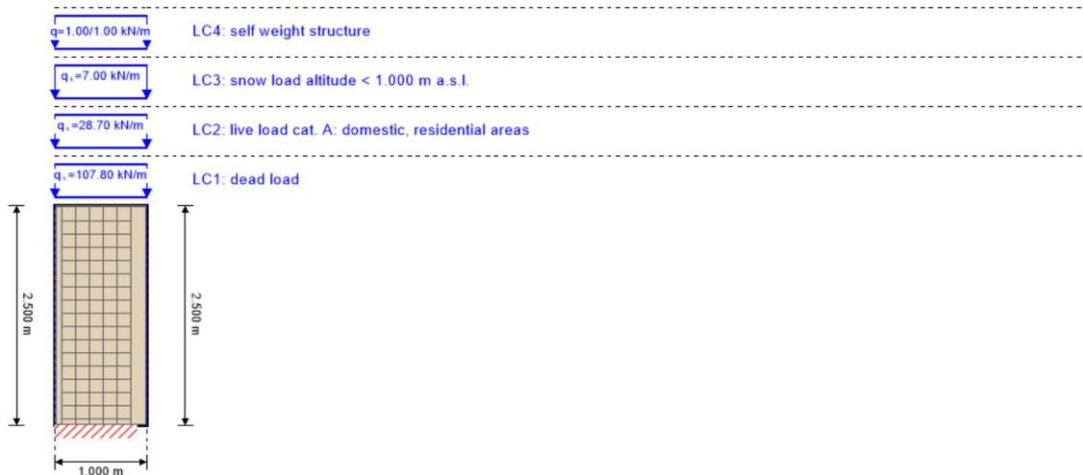 q=1.00/1.00 kN/m LC4: self weight structure
qₖ=7.00 kN/m LC3: snow load altitude < 1.000 m a.s.l.
qₖ=28.70 kN/m LC2: live load cat. A: domestic, residential areas
qₖ=107.80 kN/m LC1: dead load
2.500 m 2.500 m
1.000 m